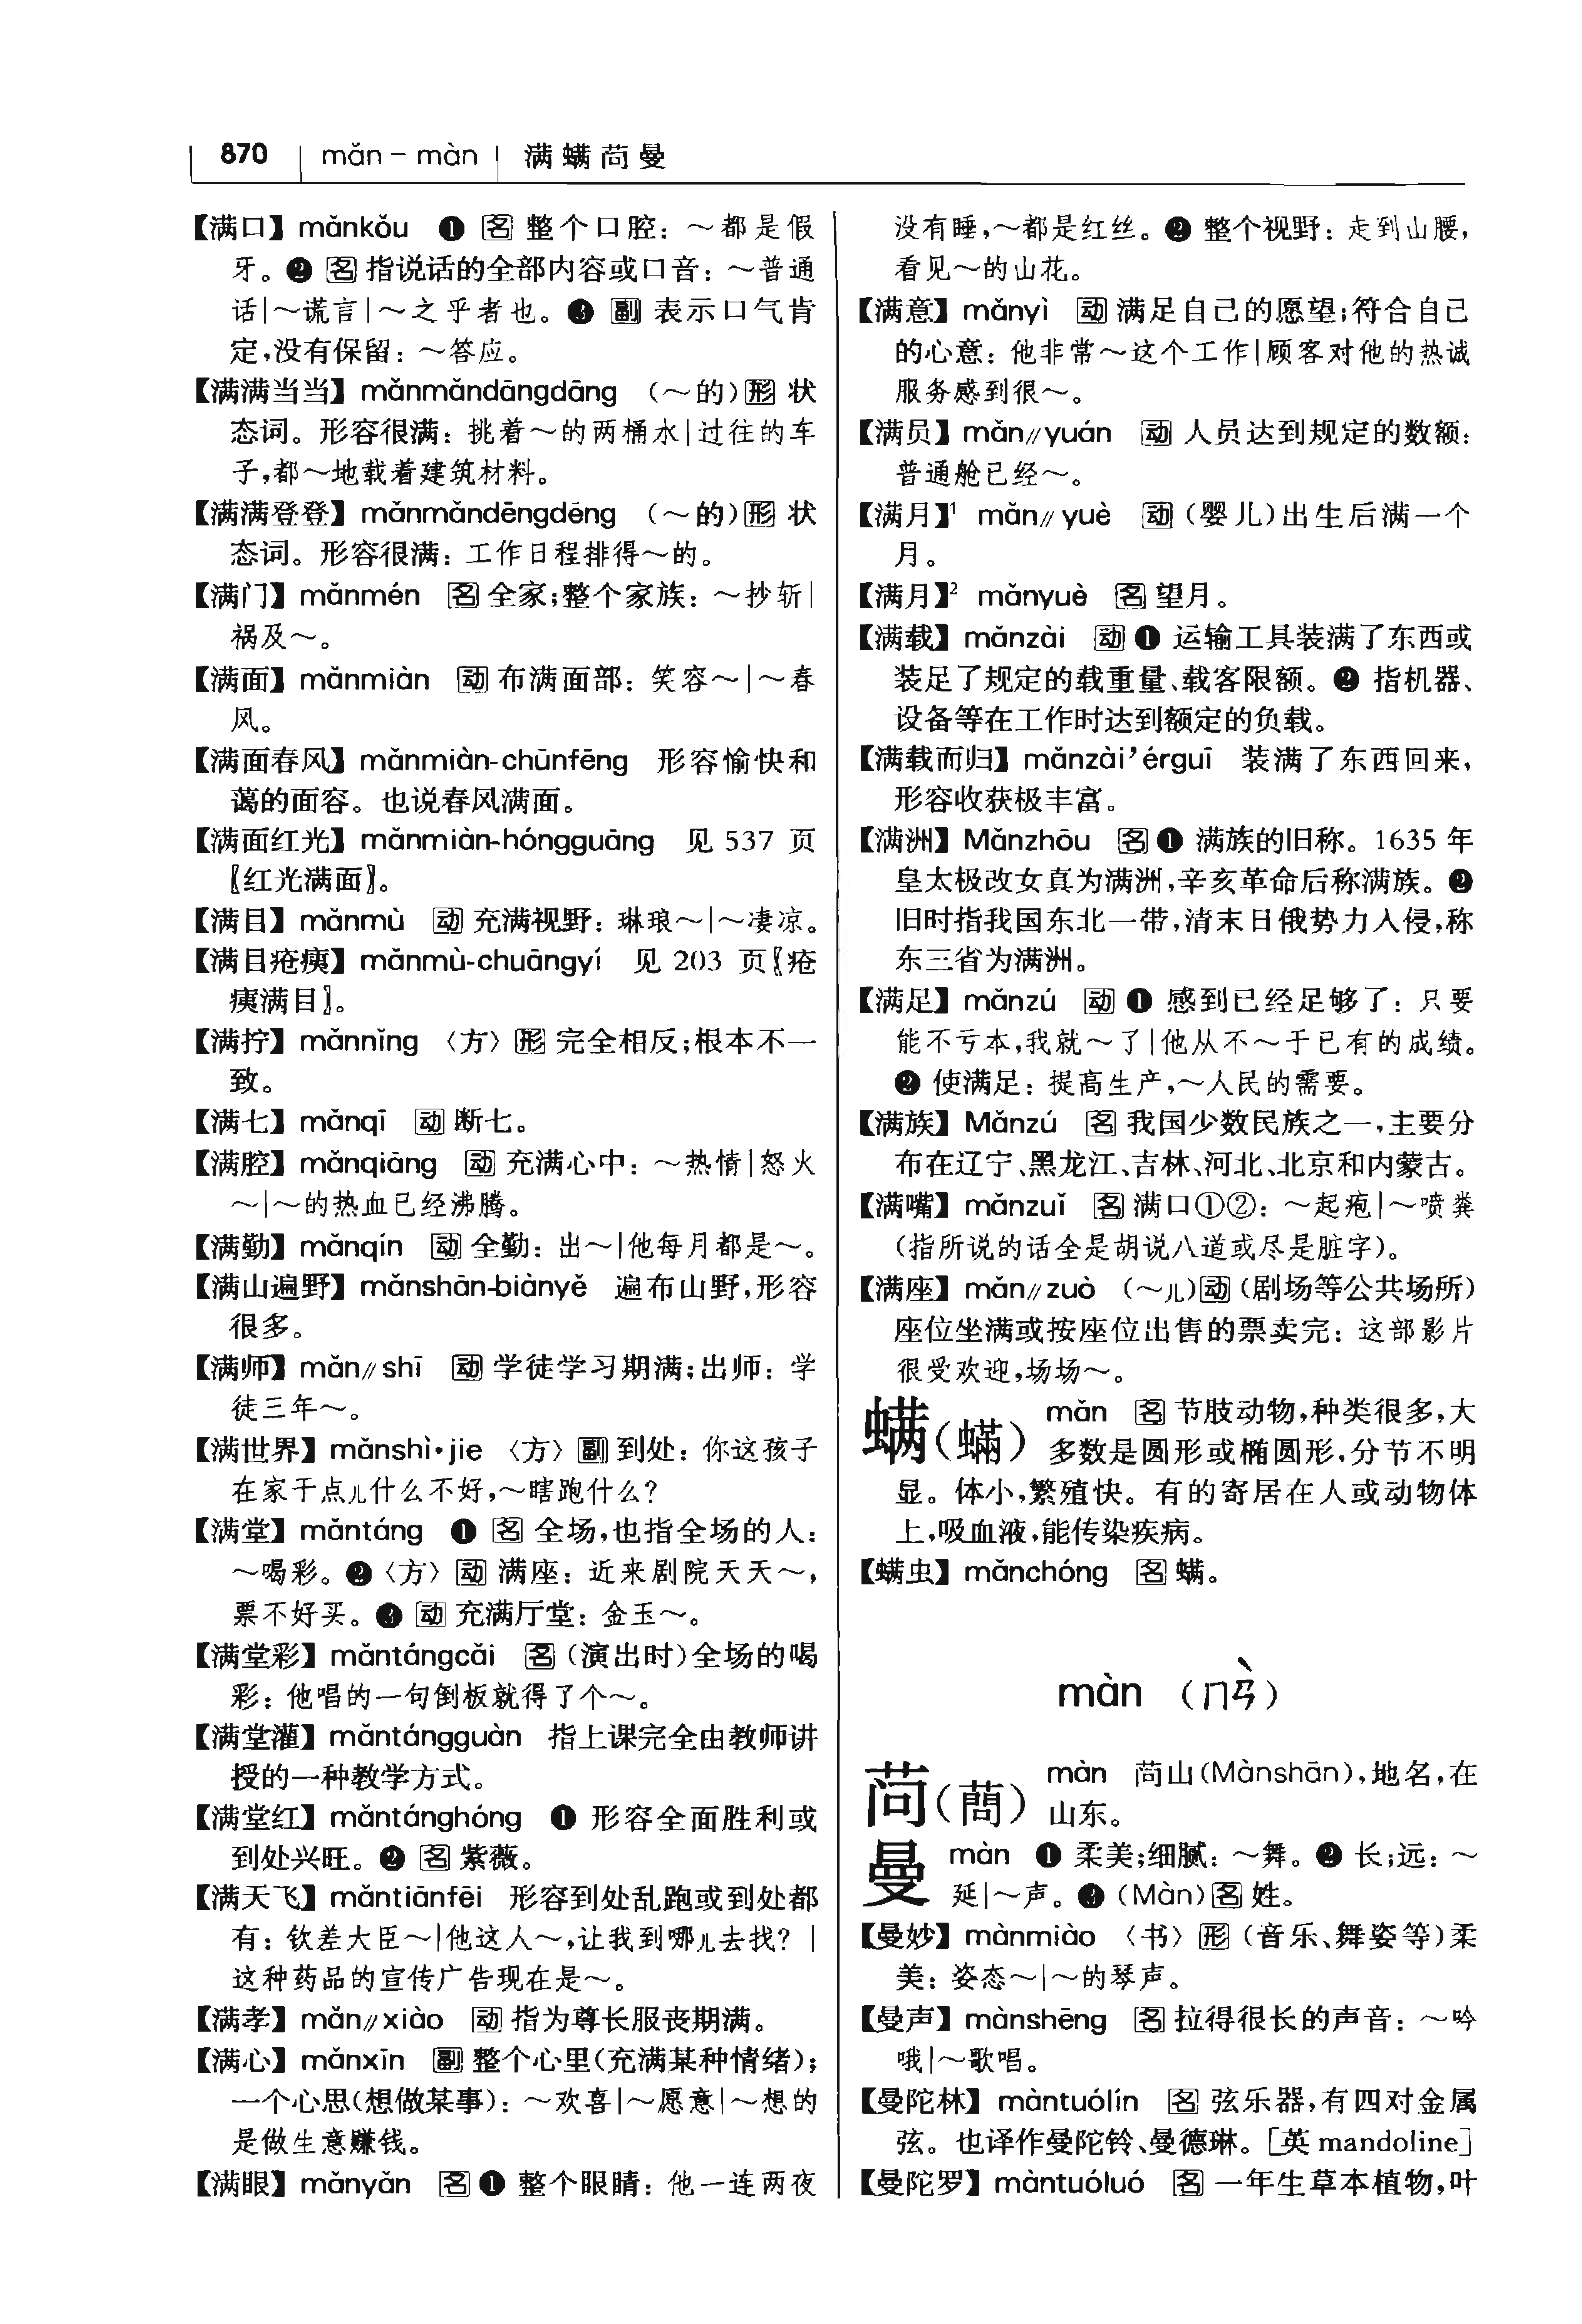 870 mǎn – màn 满螨䓣曼
【满口】mǎnkǒu ❶ 名 整个口腔：～都是假
牙。❷ 名 指说话的全部内容或口音：～普通
话|～谎言|～之乎者也。❸ 副 表示口气肯
定，没有保留：～答应。
【满满当当】mǎnmǎndāngdāng （～的）形 状
态词。形容很满：挑着～的两桶水|过往的车
子，都～地载着建筑材料。
【满满登登】mǎnmǎndēngdēng （～的）形 状
态词。形容很满：工作日程排得～的。
【满门】mǎnmén 名 全家；整个家族：～抄斩|
祸及～。
【满面】mǎnmiàn 动 布满面部：笑容～|～春
风。
【满面春风】mǎnmiàn-chūnfēng 形容愉快和
蔼的面容。也说春风满面。
【满面红光】mǎnmiàn-hóngguāng 见 537 页
〖红光满面〗。
【满目】mǎnmù 动 充满视野：琳琅～|～凄凉。
【满目疮痍】mǎnmù-chuāngyí 见 203 页〖疮
痍满目〗。
【满拧】mǎnnǐng 〈方〉形 完全相反；根本不一
致。
【满七】mǎnqī 动 断七。
【满腔】mǎnqiāng 动 充满心中：～热情|怒火
～|～的热血已经沸腾。
【满勤】mǎnqín 动 全勤：出～|他每月都是～。
【满山遍野】mǎnshān-biànyě 遍布山野，形容
很多。
【满师】mǎn//shī 动 学徒学习期满；出师：学
徒三年～。
【满世界】mǎnshì·jie 〈方〉副 到处：你这孩子
在家干点儿什么不好，～瞎跑什么？
【满堂】mǎntáng ❶ 名 全场，也指全场的人：
～喝彩。❷〈方〉动 满座：近来剧院天天～，
票不好买。❸ 动 充满厅堂：金玉～。
【满堂彩】mǎntángcǎi 名（演出时）全场的喝
彩：他唱的一句倒板就得了个～。
【满堂灌】mǎntángguàn 指上课完全由教师讲
授的一种教学方式。
【满堂红】mǎntánghóng ❶ 形容全面胜利或
到处兴旺。❷ 名 紫薇。
【满天飞】mǎntiānfēi 形容到处乱跑或到处都
有：钦差大臣～|他这人～，让我到哪儿去找？|
这种药品的宣传广告现在是～。
【满孝】mǎn//xiào 动 指为尊长服丧期满。
【满心】mǎnxīn 副 整个心里（充满某种情绪）；
一个心思（想做某事）：～欢喜|～愿意|～想的
是做生意赚钱。
【满眼】mǎnyǎn 名 ❶ 整个眼睛：他一连两夜
没有睡，～都是红丝。❷ 整个视野：走到山腰，
看见～的山花。
【满意】mǎnyì 动 满足自己的愿望；符合自己
的心意：他非常～这个工作|顾客对他的热诚
服务感到很～。
【满员】mǎn//yuán 动 人员达到规定的数额：
普通舱已经～。
【满月】¹ mǎn//yuè 动（婴儿）出生后满一个
月。
【满月】² mǎnyuè 名 望月。
【满载】mǎnzài 动 ❶ 运输工具装满了东西或
装足了规定的载重量、载客限额。❷ 指机器、
设备等在工作时达到额定的负载。
【满载而归】mǎnzài’érguī 装满了东西回来，
形容收获极丰富。
【满洲】Mǎnzhōu 名 ❶ 满族的旧称。1635 年
皇太极改女真为满洲，辛亥革命后称满族。❷
旧时指我国东北一带，清末日俄势力入侵，称
东三省为满洲。
【满足】mǎnzú 动 ❶ 感到已经足够了：只要
能不亏本，我就～了|他从不～于已有的成绩。
❷ 使满足：提高生产，～人民的需要。
【满族】Mǎnzú 名 我国少数民族之一，主要分
布在辽宁、黑龙江、吉林、河北、北京和内蒙古。
【满嘴】mǎnzuǐ 名 满口①②：～起疱|～喷粪
（指所说的话全是胡说八道或尽是脏字）。
【满座】mǎn//zuò （～儿）动（剧场等公共场所）
座位坐满或按座位出售的票卖完：这部影片
很受欢迎，场场～。
螨（蟎） mǎn 名 节肢动物，种类很多，大
多数是圆形或椭圆形，分节不明
显。体小，繁殖快。有的寄居在人或动物体
上，吸血液，能传染疾病。
【螨虫】mǎnchóng 名 螨。
màn （ㄇㄢˋ）
䓣（𦺖） màn 䓣山（Mànshān），地名，在
山东。
曼 màn ❶ 柔美；细腻：～舞。❷ 长；远：～
延|～声。❸（Màn）名 姓。
【曼妙】mànmiào 〈书〉形（音乐、舞姿等）柔
美：姿态～|～的琴声。
【曼声】mànshēng 名 拉得很长的声音：～吟
哦|～歌唱。
【曼陀林】màntuólín 名 弦乐器，有四对金属
弦。也译作曼陀铃、曼德琳。［英 mandoline］
【曼陀罗】màntuóluó 名 一年生草本植物，叶